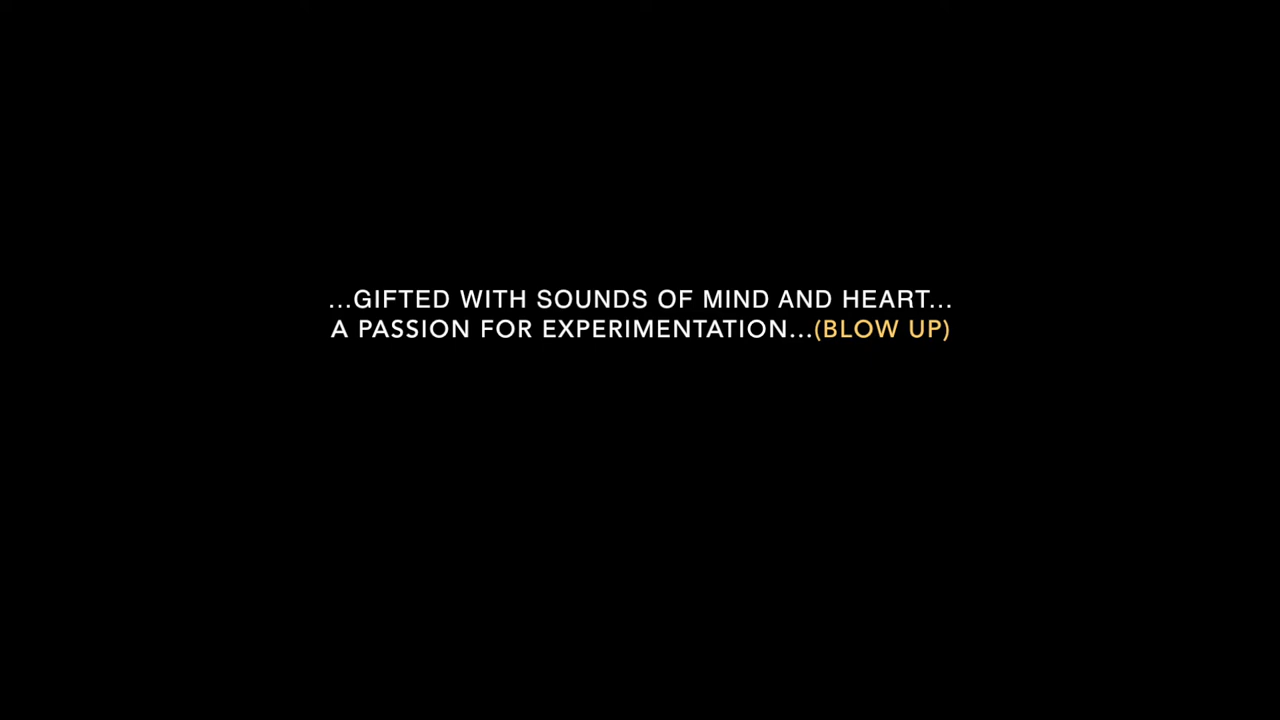 ...GIFTED WITH SOUNDS OF MIND AND HEART...
A PASSION FOR EXPERIMENTATION...(BLOW UP)